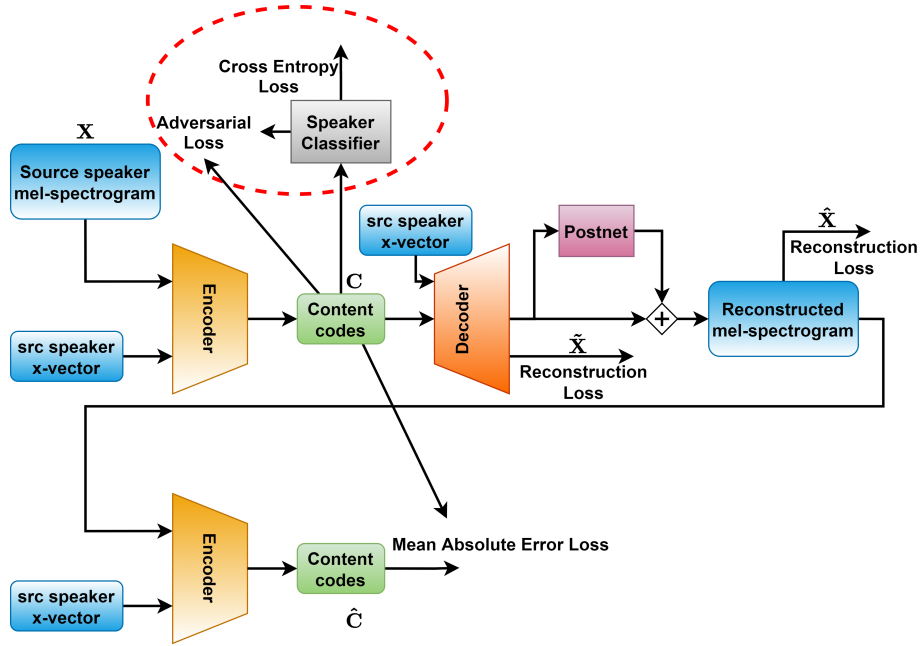 Cross Entropy
Loss
X
Adversarial
Loss
Speaker
Classifier
Source speaker
mel-spectrogram
src speaker
x-vector
Postnet
X̂
Reconstruction
Loss
Encoder
C
Content
codes
Decoder
+
Reconstructed
mel-spectrogram
src speaker
x-vector
X̃
Reconstruction
Loss
Encoder
Content
codes
Mean Absolute Error Loss
src speaker
x-vector
Ĉ